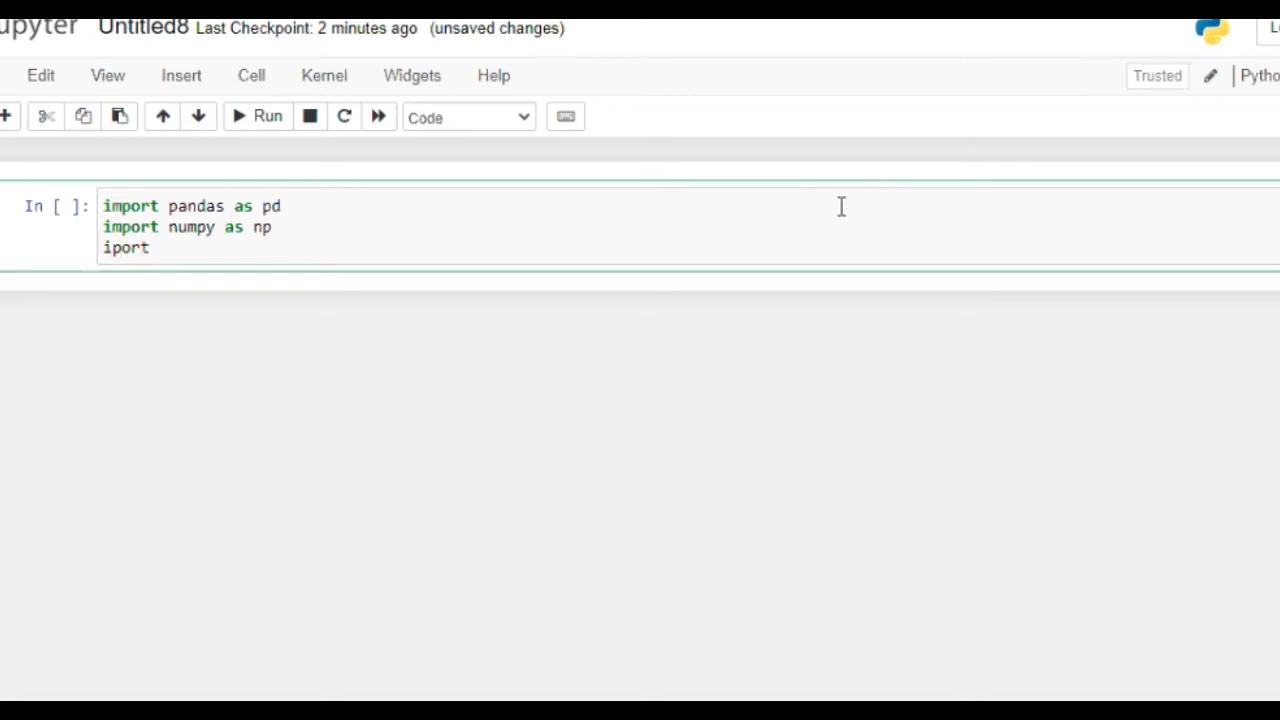 upyter Untitled8 Last Checkpoint: 2 minutes ago (unsaved changes)
Edit View Insert Cell Kernel Widgets Help Trusted Pytho
Run Code
In [ ]: import pandas as pd
import numpy as np
iport